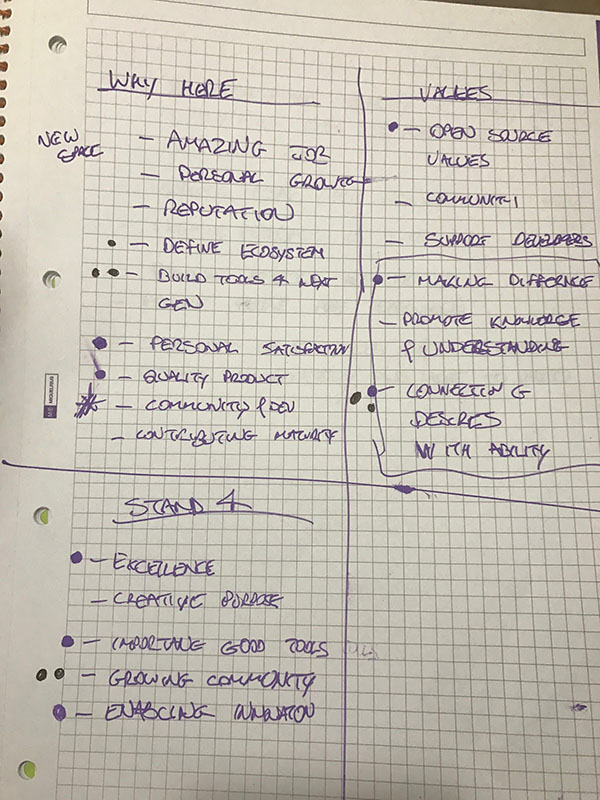 WHY HERE
NEW
SPACE
- AMAZING JOB
- PERSONAL GROWTH
- REPUTATION
- DEFINE ECOSYSTEM
- BUILD TOOLS 4 NEXT
GEN
- PERSONAL SATISFACTION
- QUALITY PRODUCT
- COMMUNITY & DEV
- CONTRIBUTING MATURITY
VALUES
- OPEN SOURCE
VALUES
- COMMUNITY
- SUPPORT DEVELOPERS
- MAKING DIFFERENCE
- PROMOTE KNOWLEDGE
& UNDERSTANDING
- CONNECTING
DESIRES
WITH ABILITY
STAND 4
- EXCELLENCE
- CREATIVE PURPOSE
- IMPORTANCE GOOD TOOLS
- GROWING COMMUNITY
- ENABLING INNOVATION
MIQUELRIUS